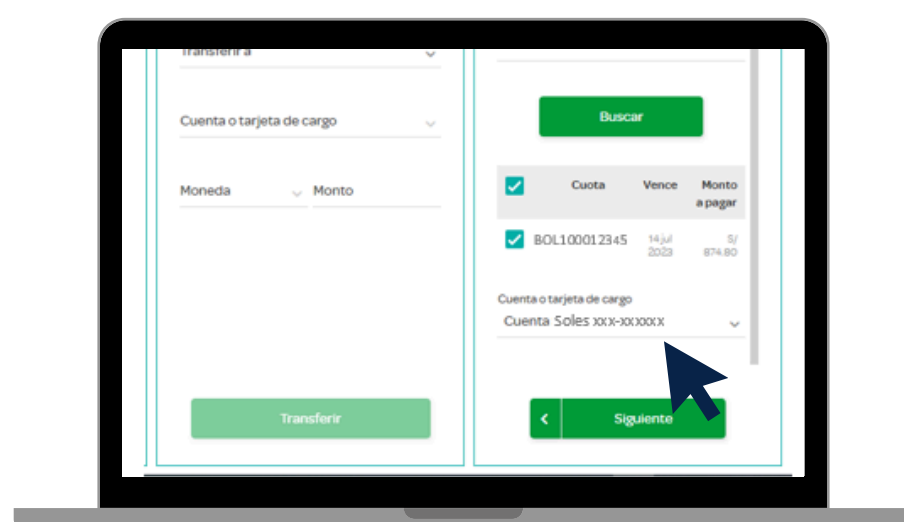 Transferir a
Cuenta o tarjeta de cargo
Moneda
Monto
Transferir
Buscar
Cuota Vence Monto
a pagar
BOL100012345 14 jul S/
2023 874.80
Cuenta o tarjeta de cargo
Cuenta Soles xxx-xxxxxx
Siguiente